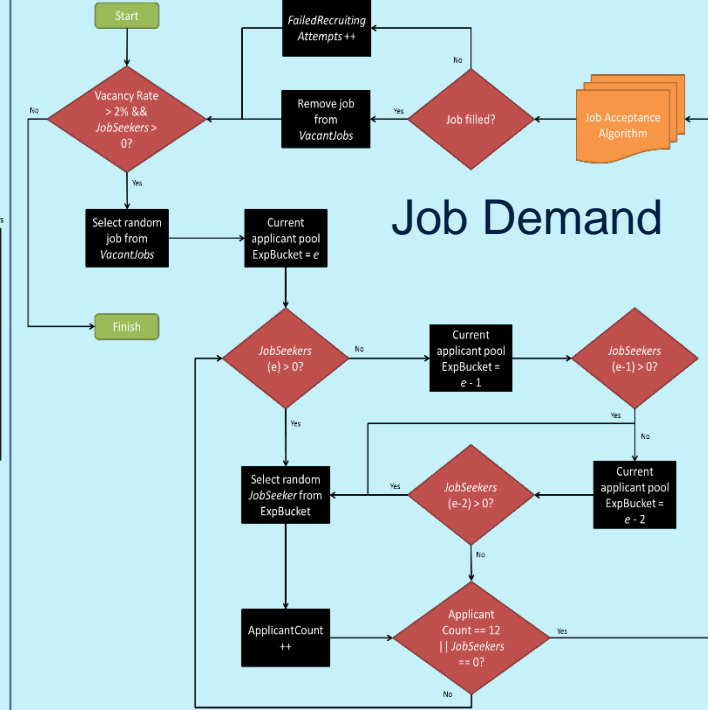 Start
FailedRecruiting
Attempts ++
No
No
Vacancy Rate
> 2% &&
JobSeekers >
0?
Remove job
from
VacantJobs
Yes
Job filled?
Job Acceptance
Algorithm
Yes
Select random
job from
VacantJobs
Current
applicant pool
ExpBucket = e
Job Demand
s
Finish
JobSeekers
(e) > 0?
No
Current
applicant pool
ExpBucket =
e - 1
JobSeekers
(e-1) > 0?
Yes
Yes
No
Select random
JobSeeker from
ExpBucket
Yes
JobSeekers
(e-2) > 0?
Current
applicant pool
ExpBucket =
e - 2
No
ApplicantCount
++
Applicant
Count == 12
|| JobSeekers
== 0?
Yes
No